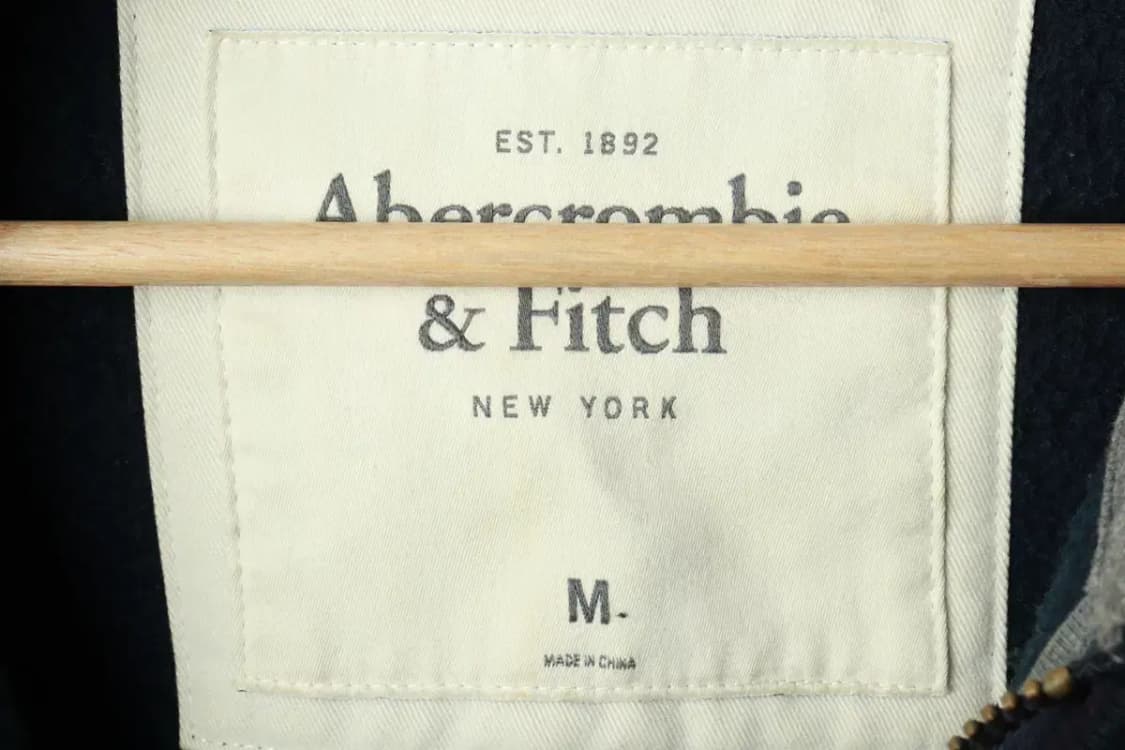 EST. 1892
Abercrombie
& Fitch
NEW YORK
M
MADE IN CHINA